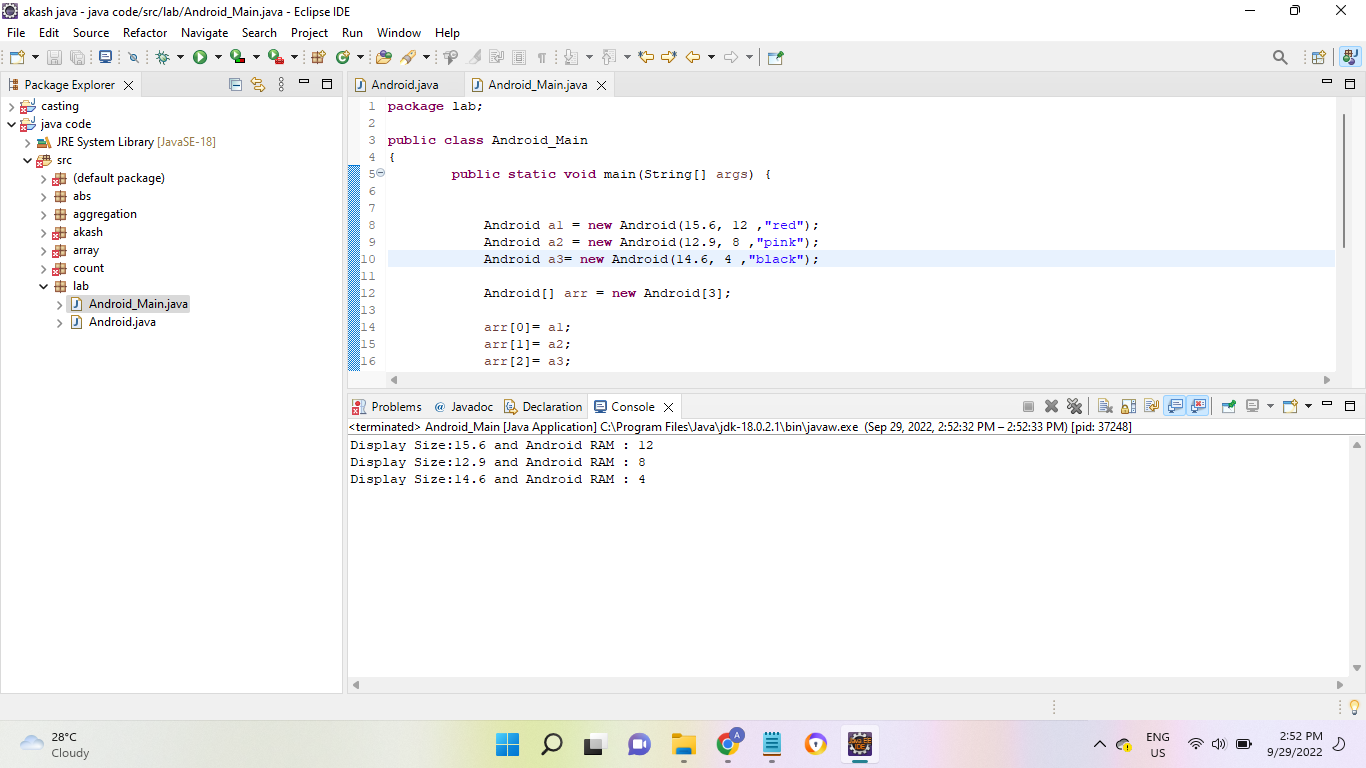 akash java - java code/src/lab/Android_Main.java - Eclipse IDE
File Edit Source Refactor Navigate Search Project Run Window Help
Package Explorer
casting
java code
JRE System Library [JavaSE-18]
src
(default package)
abs
aggregation
akash
array
count
lab
Android_Main.java
Android.java
Android.java Android_Main.java
1 package lab;
2
3 public class Android_Main
4 {
5 public static void main(String[] args) {
6
7
8 Android a1 = new Android(15.6, 12 ,"red");
9 Android a2 = new Android(12.9, 8 ,"pink");
10 Android a3= new Android(14.6, 4 ,"black");
11
12 Android[] arr = new Android[3];
13
14 arr[0]= a1;
15 arr[1]= a2;
16 arr[2]= a3;
Problems @ Javadoc Declaration Console
<terminated> Android_Main [Java Application] C:\Program Files\Java\jdk-18.0.2.1\bin\javaw.exe (Sep 29, 2022, 2:52:32 PM – 2:52:33 PM) [pid: 37248]
Display Size:15.6 and Android RAM : 12
Display Size:12.9 and Android RAM : 8
Display Size:14.6 and Android RAM : 4
28°C
Cloudy
A
Java EE
IDE
ENG
US
2:52 PM
9/29/2022